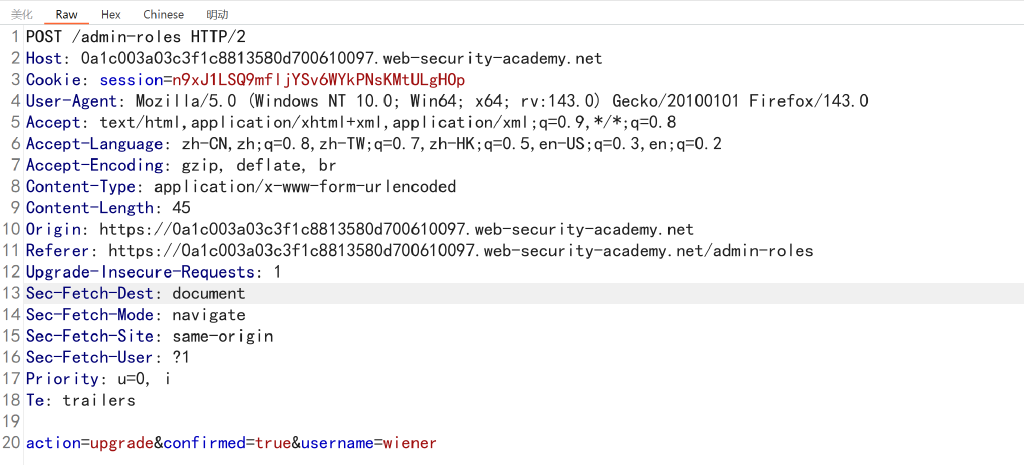 美化 Raw Hex Chinese 明动
1 POST /admin-roles HTTP/2
2 Host: 0a1c003a03c3f1c8813580d700610097.web-security-academy.net
3 Cookie: session=n9xJ1LSQ9mfljYSv6WYkPNsKMtULgHOp
4 User-Agent: Mozilla/5.0 (Windows NT 10.0; Win64; x64; rv:143.0) Gecko/20100101 Firefox/143.0
5 Accept: text/html,application/xhtml+xml,application/xml;q=0.9,*/*;q=0.8
6 Accept-Language: zh-CN,zh;q=0.8,zh-TW;q=0.7,zh-HK;q=0.5,en-US;q=0.3,en;q=0.2
7 Accept-Encoding: gzip, deflate, br
8 Content-Type: application/x-www-form-urlencoded
9 Content-Length: 45
10 Origin: https://0a1c003a03c3f1c8813580d700610097.web-security-academy.net
11 Referer: https://0a1c003a03c3f1c8813580d700610097.web-security-academy.net/admin-roles
12 Upgrade-Insecure-Requests: 1
13 Sec-Fetch-Dest: document
14 Sec-Fetch-Mode: navigate
15 Sec-Fetch-Site: same-origin
16 Sec-Fetch-User: ?1
17 Priority: u=0, i
18 Te: trailers
19
20 action=upgrade&confirmed=true&username=wiener